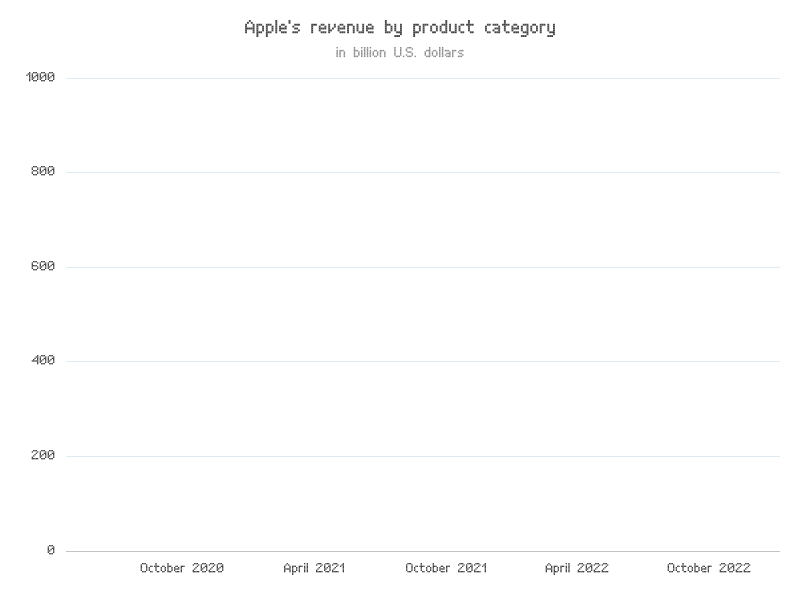 Apple's revenue by product category
in billion U.S. dollars
1000
800
600
400
200
0
October 2020 April 2021 October 2021 April 2022 October 2022